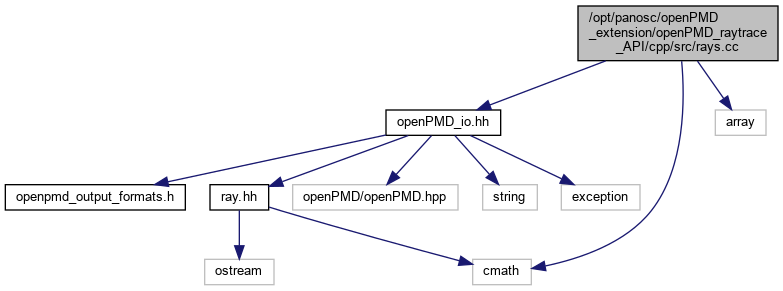 /opt/panosc/openPMD
_extension/openPMD_raytrace
_API/cpp/src/rays.cc
openPMD_io.hh
array
openpmd_output_formats.h
ray.hh
openPMD/openPMD.hpp
string
exception
ostream
cmath